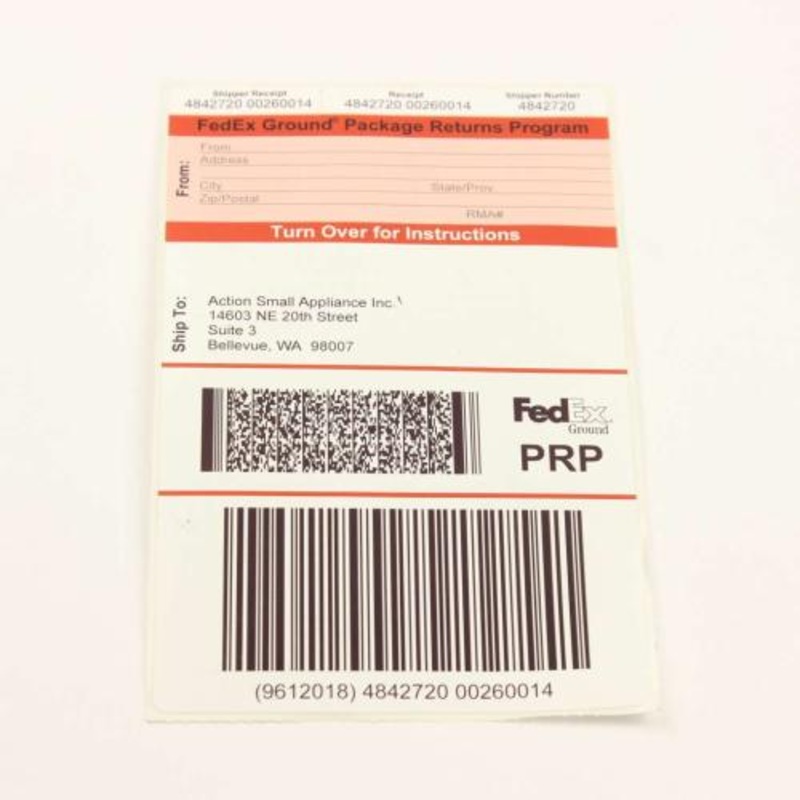 Shipper Receipt Receipt Shipper Number
4842720 00260014 4842720 00260014 4842720
FedEx Ground® Package Returns Program
From:
From
Address
City State/Prov
Zip/Postal
RMA#
Turn Over for Instructions
Ship To:
Action Small Appliance Inc.\
14603 NE 20th Street
Suite 3
Bellevue, WA 98007
FedEx
Ground
PRP
(9612018) 4842720 00260014